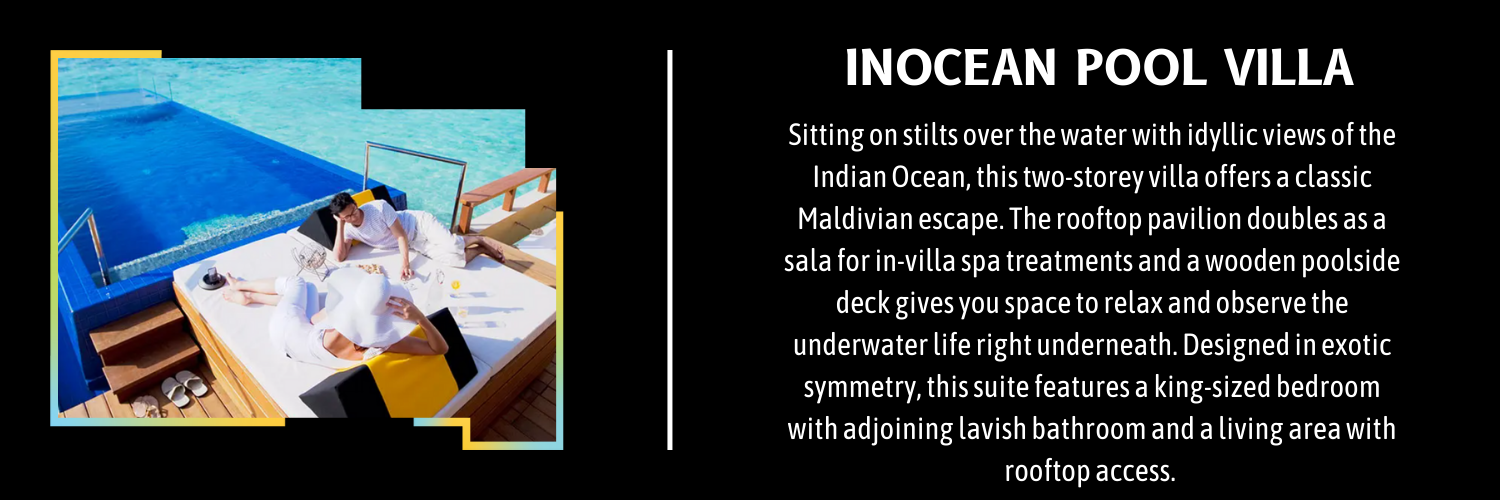 INOCEAN POOL VILLA
Sitting on stilts over the water with idyllic views of the
Indian Ocean, this two-storey villa offers a classic
Maldivian escape. The rooftop pavilion doubles as a
sala for in-villa spa treatments and a wooden poolside
deck gives you space to relax and observe the
underwater life right underneath. Designed in exotic
symmetry, this suite features a king-sized bedroom
with adjoining lavish bathroom and a living area with
rooftop access.